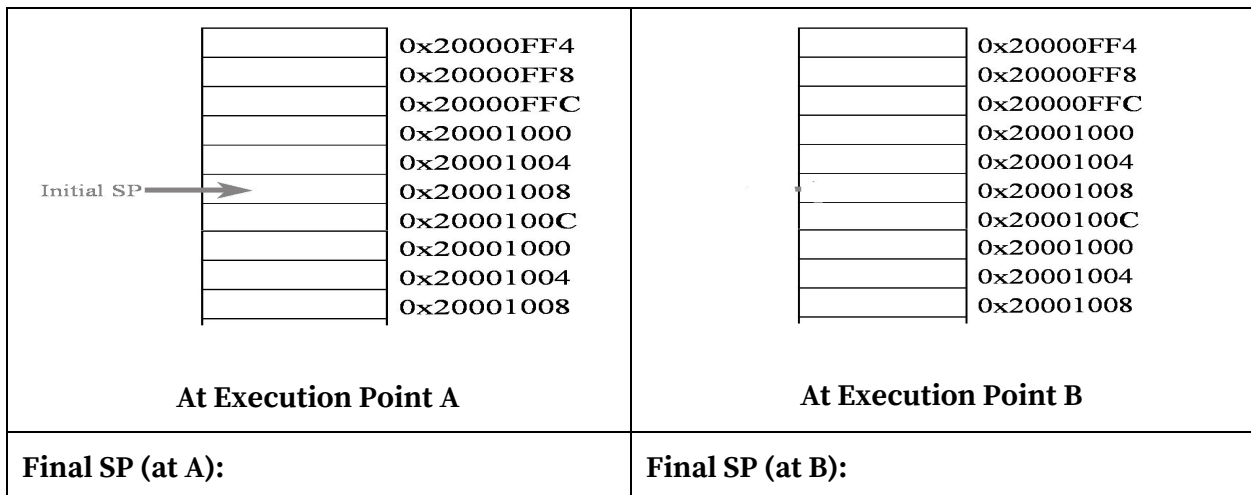 0x20000FF4
0x20000FF8
0x20000FFC
0x20001000
0x20001004
Initial SP
0x20001008
0x2000100C
0x20001000
0x20001004
0x20001008
At Execution Point A
Final SP (at A):
0x20000FF4
0x20000FF8
0x20000FFC
0x20001000
0x20001004
0x20001008
0x2000100C
0x20001000
0x20001004
0x20001008
At Execution Point B
Final SP (at B):